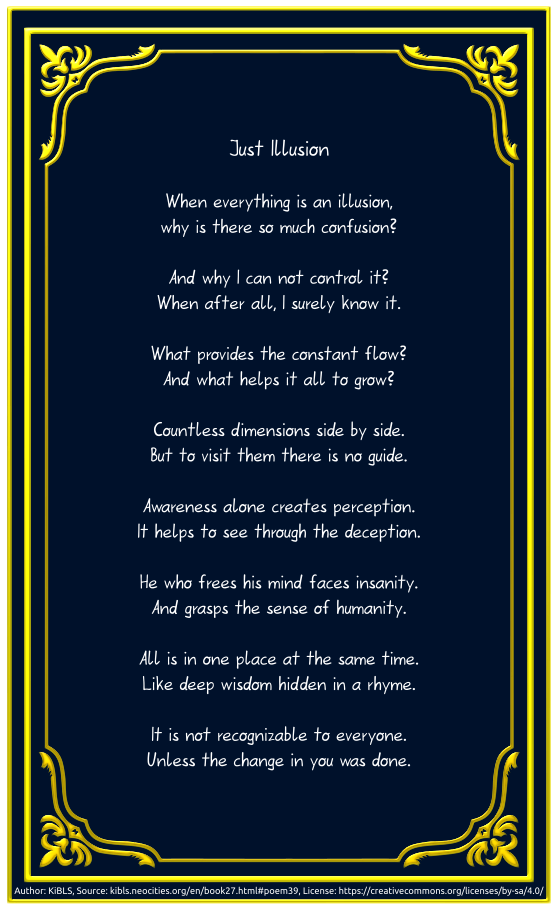 Just Illusion
When everything is an illusion,
why is there so much confusion?
And why I can not control it?
When after all, I surely know it.
What provides the constant flow?
And what helps it all to grow?
Countless dimensions side by side.
But to visit them there is no guide.
Awareness alone creates perception.
It helps to see through the deception.
He who frees his mind faces insanity.
And grasps the sense of humanity.
All is in one place at the same time.
Like deep wisdom hidden in a rhyme.
It is not recognizable to everyone.
Unless the change in you was done.
Author: KiBLS, Source: kibls.neocities.org/en/book27.html#poem39, License: https://creativecommons.org/licenses/by-sa/4.0/